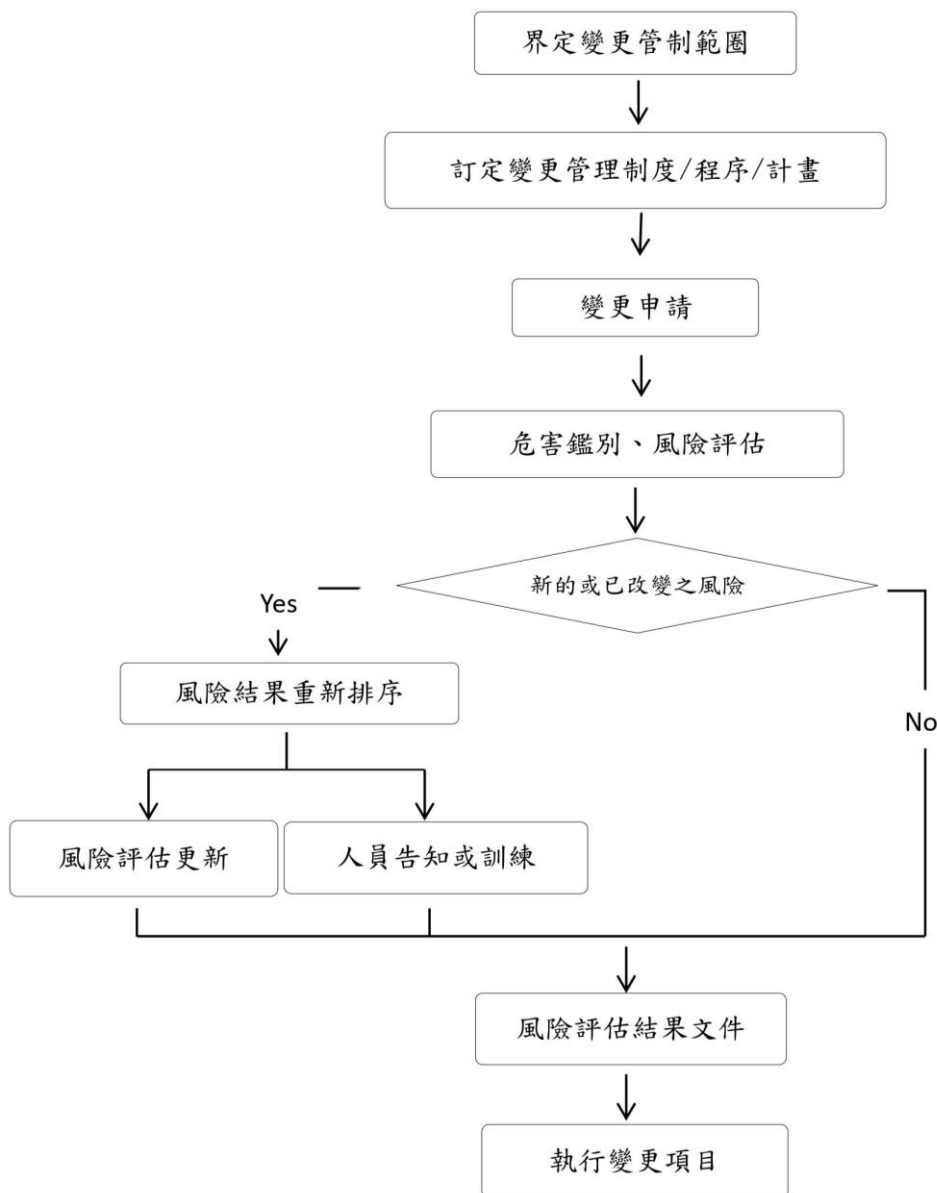 界定變更管制範圍
訂定變更管理制度/程序/計畫
變更申請
危害鑑別、風險評估
新的或已改變之風險
Yes
風險結果重新排序
No
風險評估更新
人員告知或訓練
風險評估結果文件
執行變更項目